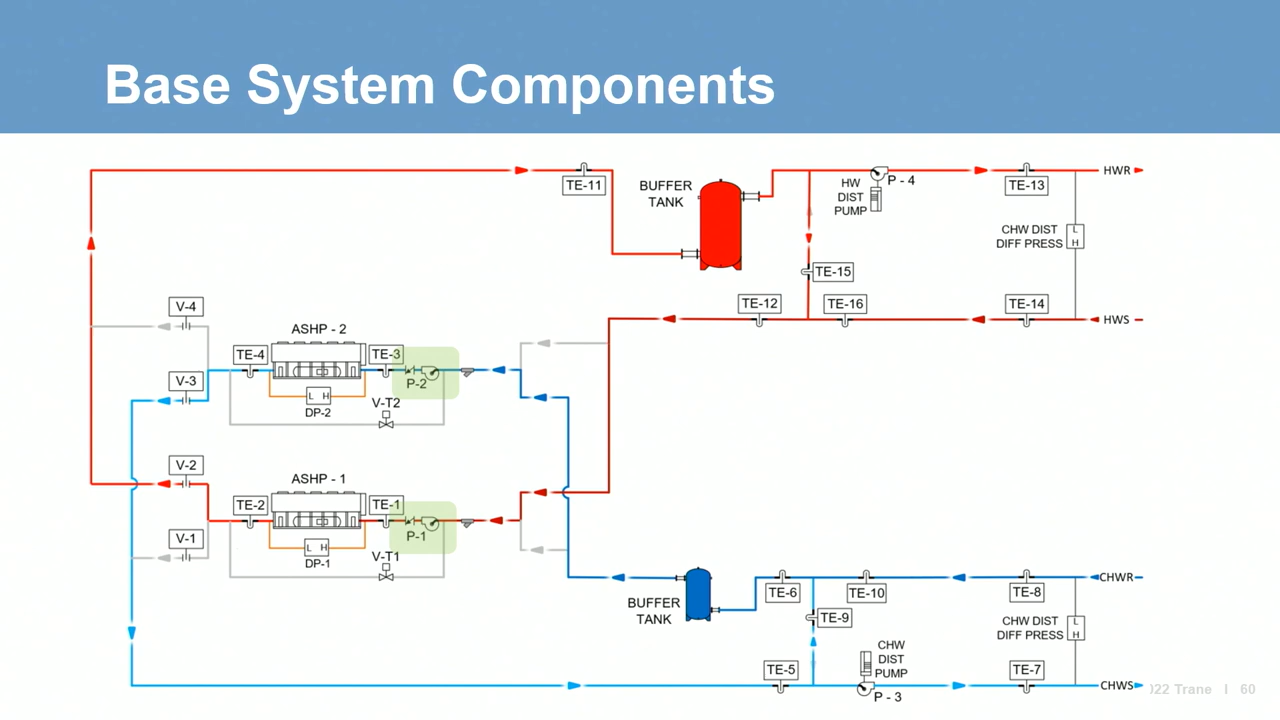 Base System Components
TE-11
BUFFER
TANK
HW
DIST
PUMP
P - 4
TE-13
HWR
CHW DIST
DIFF PRESS
L
H
TE-15
TE-12
TE-16
TE-14
HWS
V-4
ASHP - 2
TE-4
TE-3
P-2
V-3
L H
DP-2
V-T2
V-2
ASHP - 1
TE-2
TE-1
P-1
V-1
L H
DP-1
V-T1
BUFFER
TANK
TE-6
TE-10
TE-8
CHWR
TE-9
CHW DIST
DIFF PRESS
L
H
CHW
DIST
PUMP
TE-5
P - 3
TE-7
CHWS
022 Trane I 60